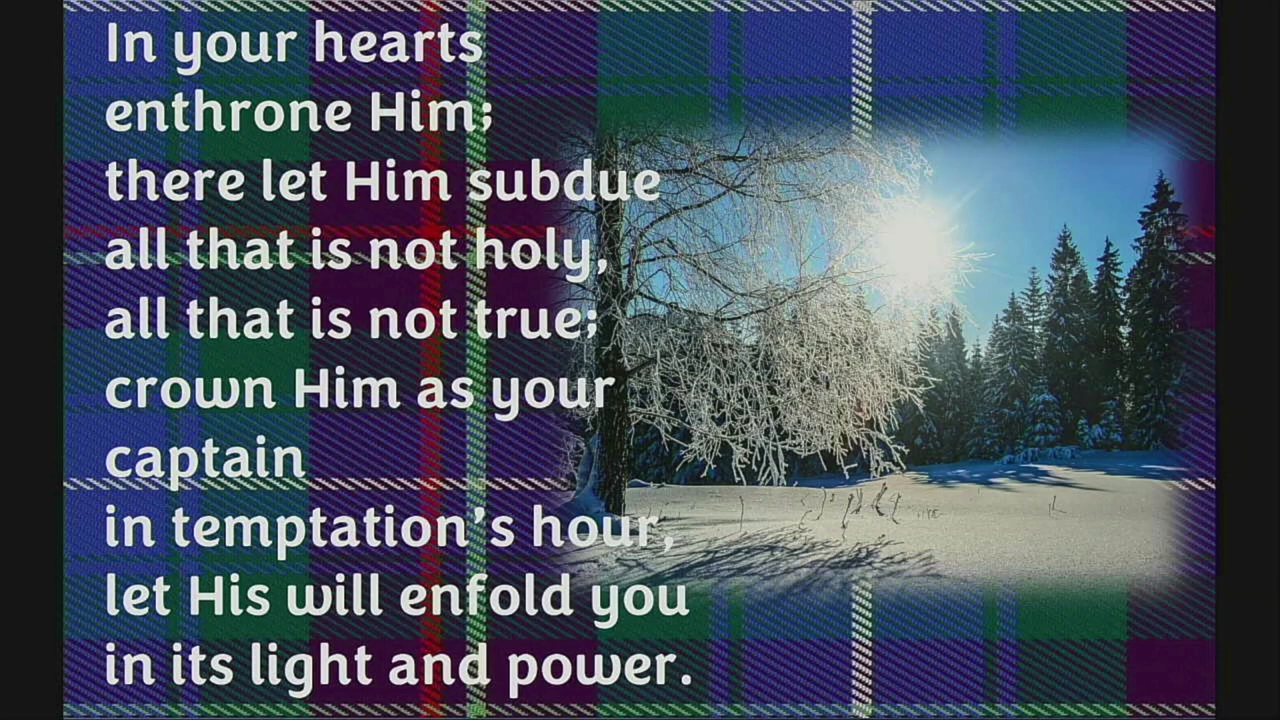 In your hearts
enthrone Him;
there let Him subdue
all that is not holy,
all that is not true;
crown Him as your
captain
in temptation’s hour,
let His will enfold you
in its light and power.